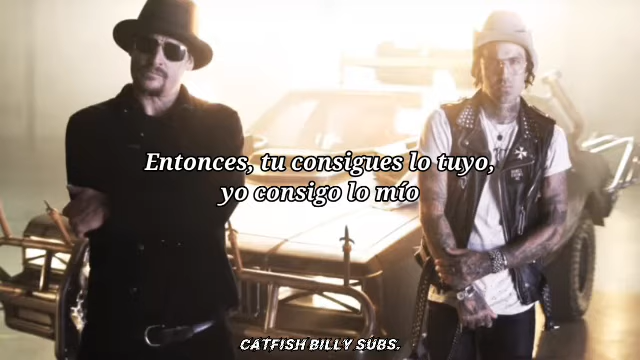 Entonces, tu consigues lo tuyo,
yo consigo lo mío
CATFISH BILLY SUBS.